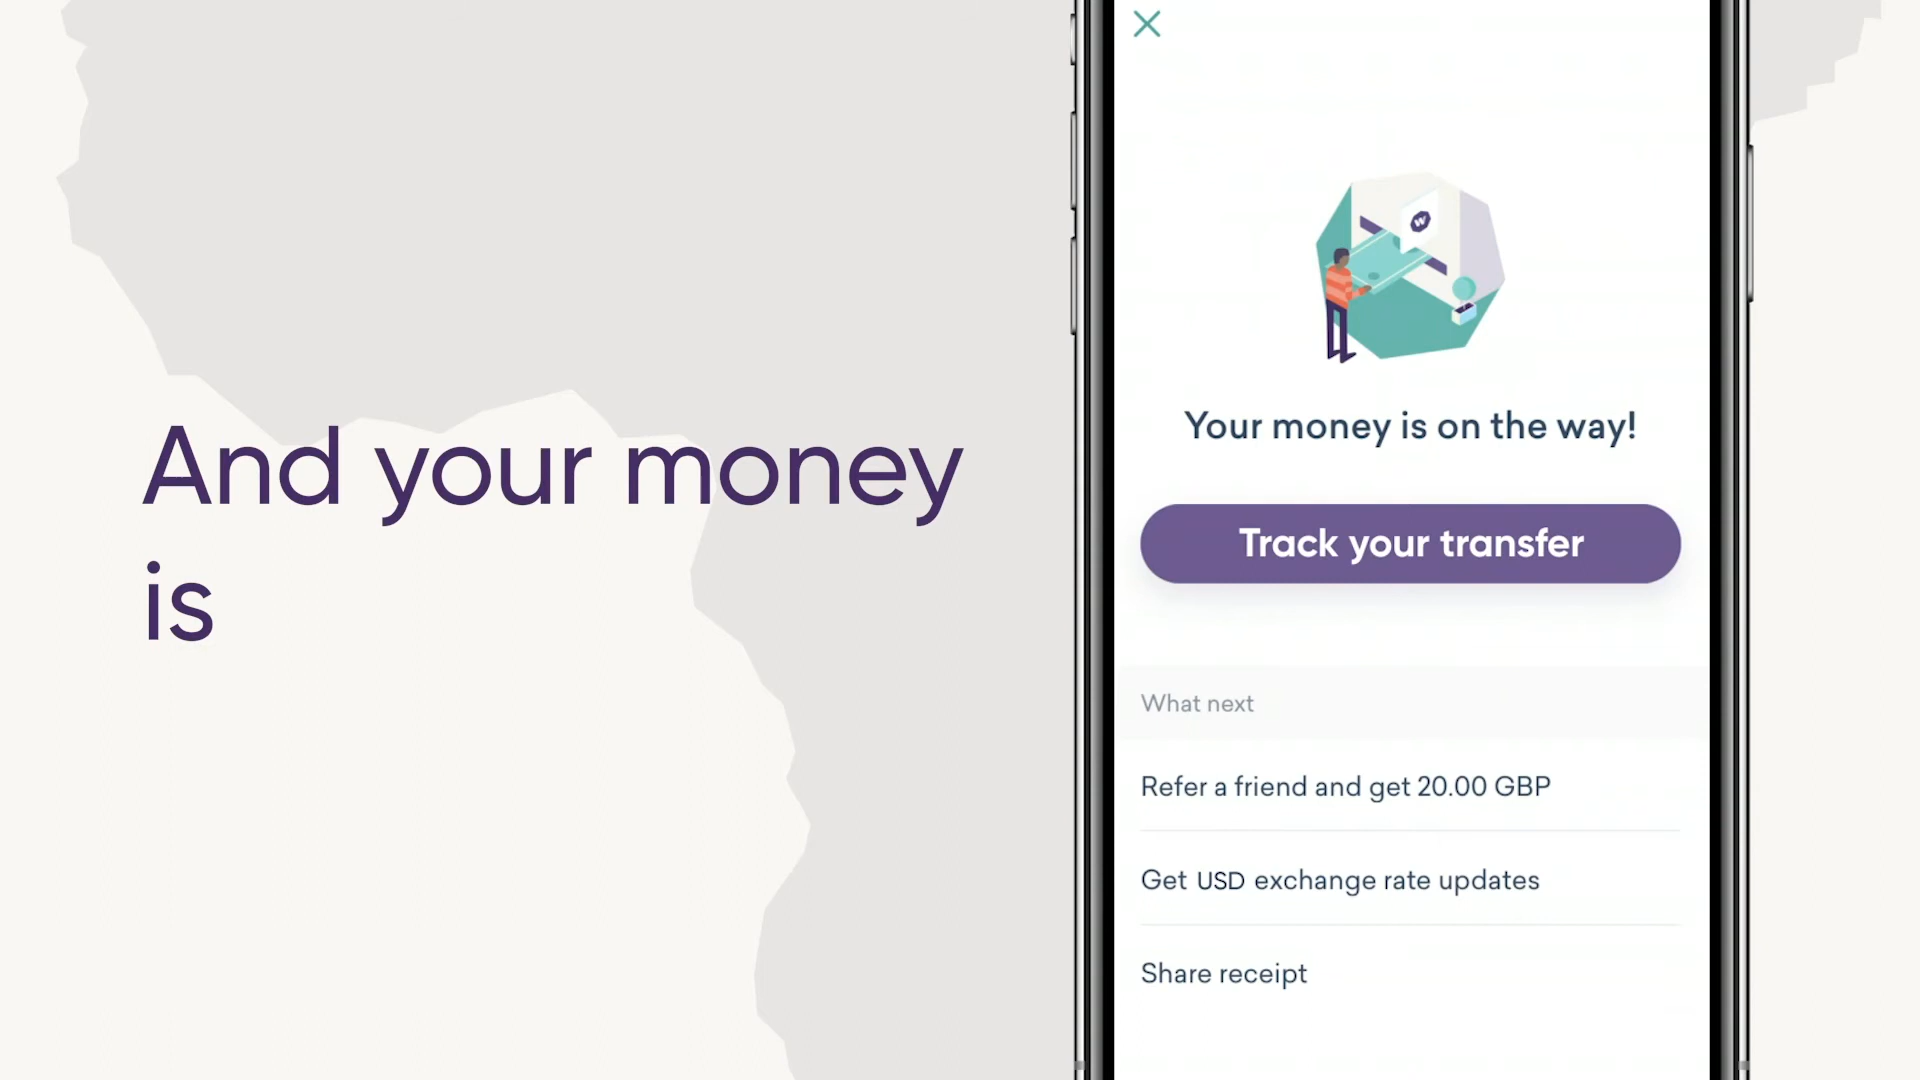 And your money
is
W
Your money is on the way!
Track your transfer
What next
Refer a friend and get 20.00 GBP
Get USD exchange rate updates
Share receipt